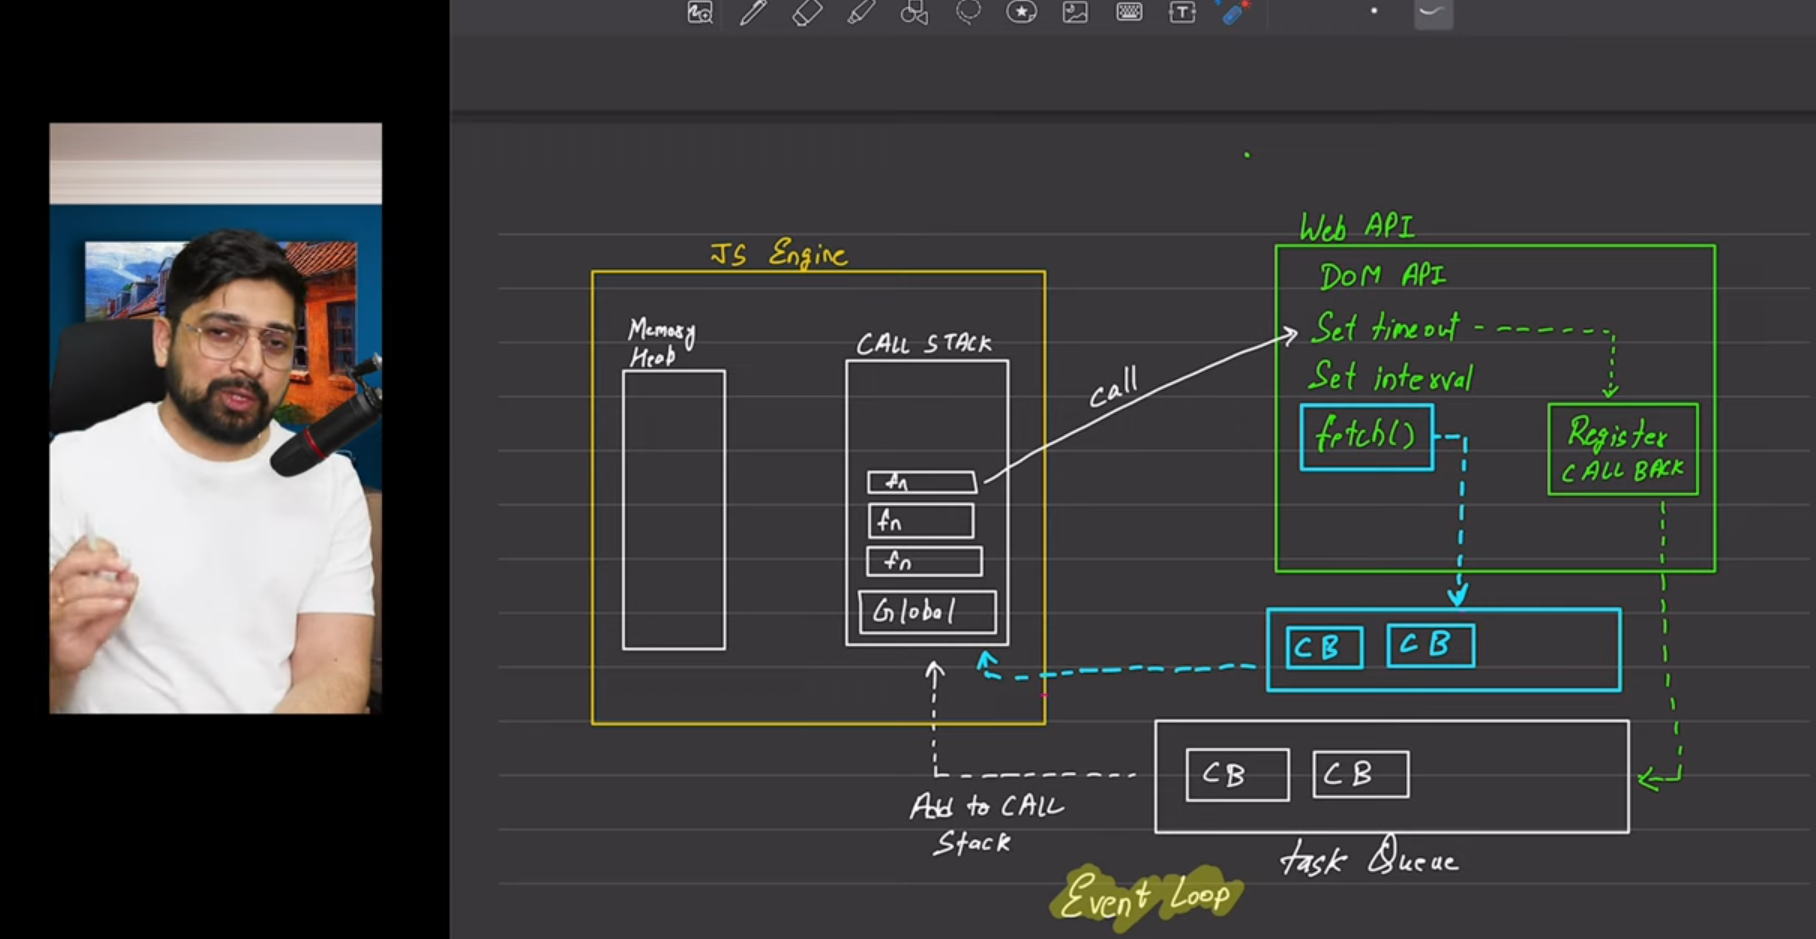 JS Engine
Memory
Heap
CALL STACK
fn
fn
fn
Global
call
Web API
DOM API
Set timeout
Set interval
fetch()
Register
CALL BACK
CB
CB
CB
CB
Add to CALL
Stack
task Queue
Event Loop
T